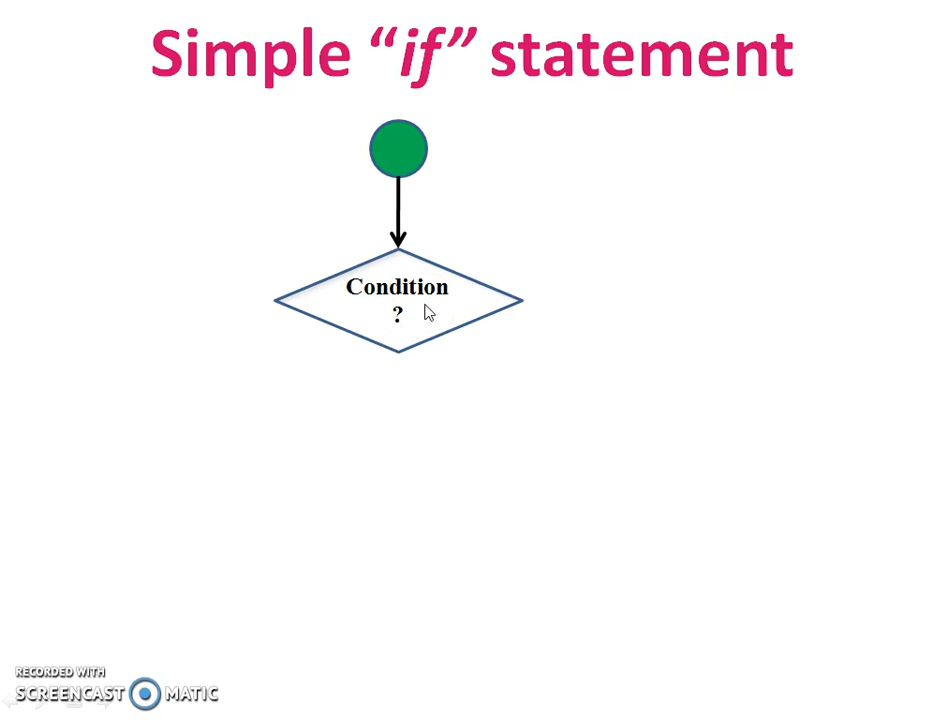 Simple “if” statement
Condition
?
RECORDED WITH
SCREENCAST MATIC